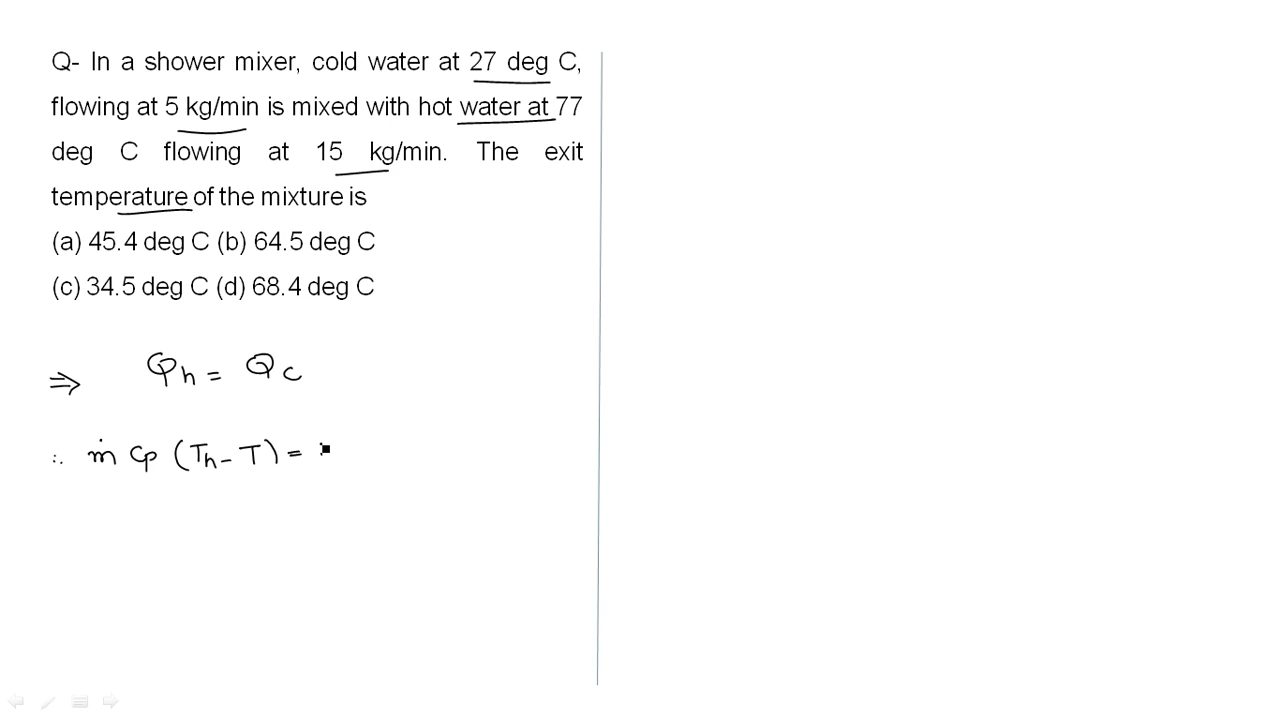 Q- In a shower mixer, cold water at 27 deg C,
flowing at 5 kg/min is mixed with hot water at 77
deg C flowing at 15 kg/min. The exit
temperature of the mixture is
(a) 45.4 deg C (b) 64.5 deg C
(c) 34.5 deg C (d) 68.4 deg C
⇒ Qh = Qc
∴ ṁ Cp (Th - T) =